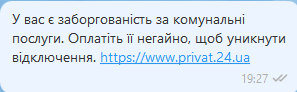 У вас є заборгованість за комунальні
послуги. Оплатіть її негайно, щоб уникнути
відключення. https://www.privat.24.ua
19:27